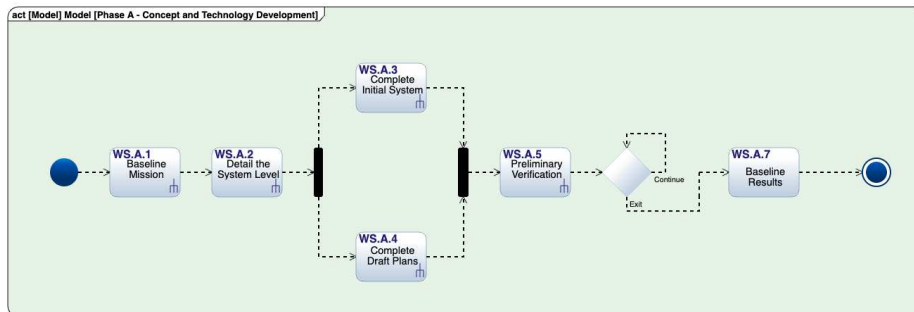 act [Model] Model [Phase A - Concept and Technology Development]
WS.A.3
Complete
Initial System
WS.A.1
Baseline
Mission
WS.A.2
Detail the
System Level
WS.A.5
Preliminary
Verification
Continue
Exit
WS.A.7
Baseline
Results
WS.A.4
Complete
Draft Plans